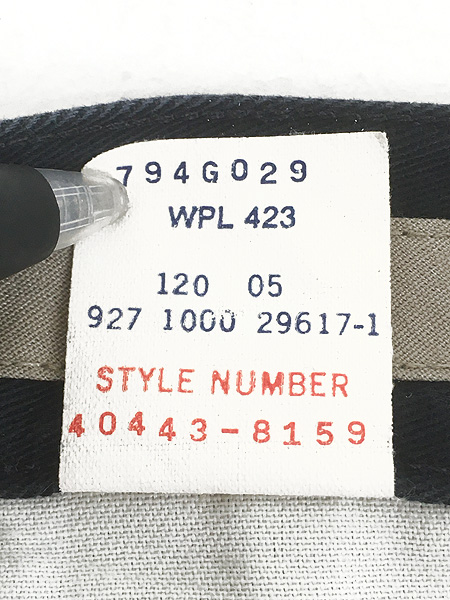 794G029
WPL 423
120 05
927 1000 29617-1
STYLE NUMBER
40443-8159